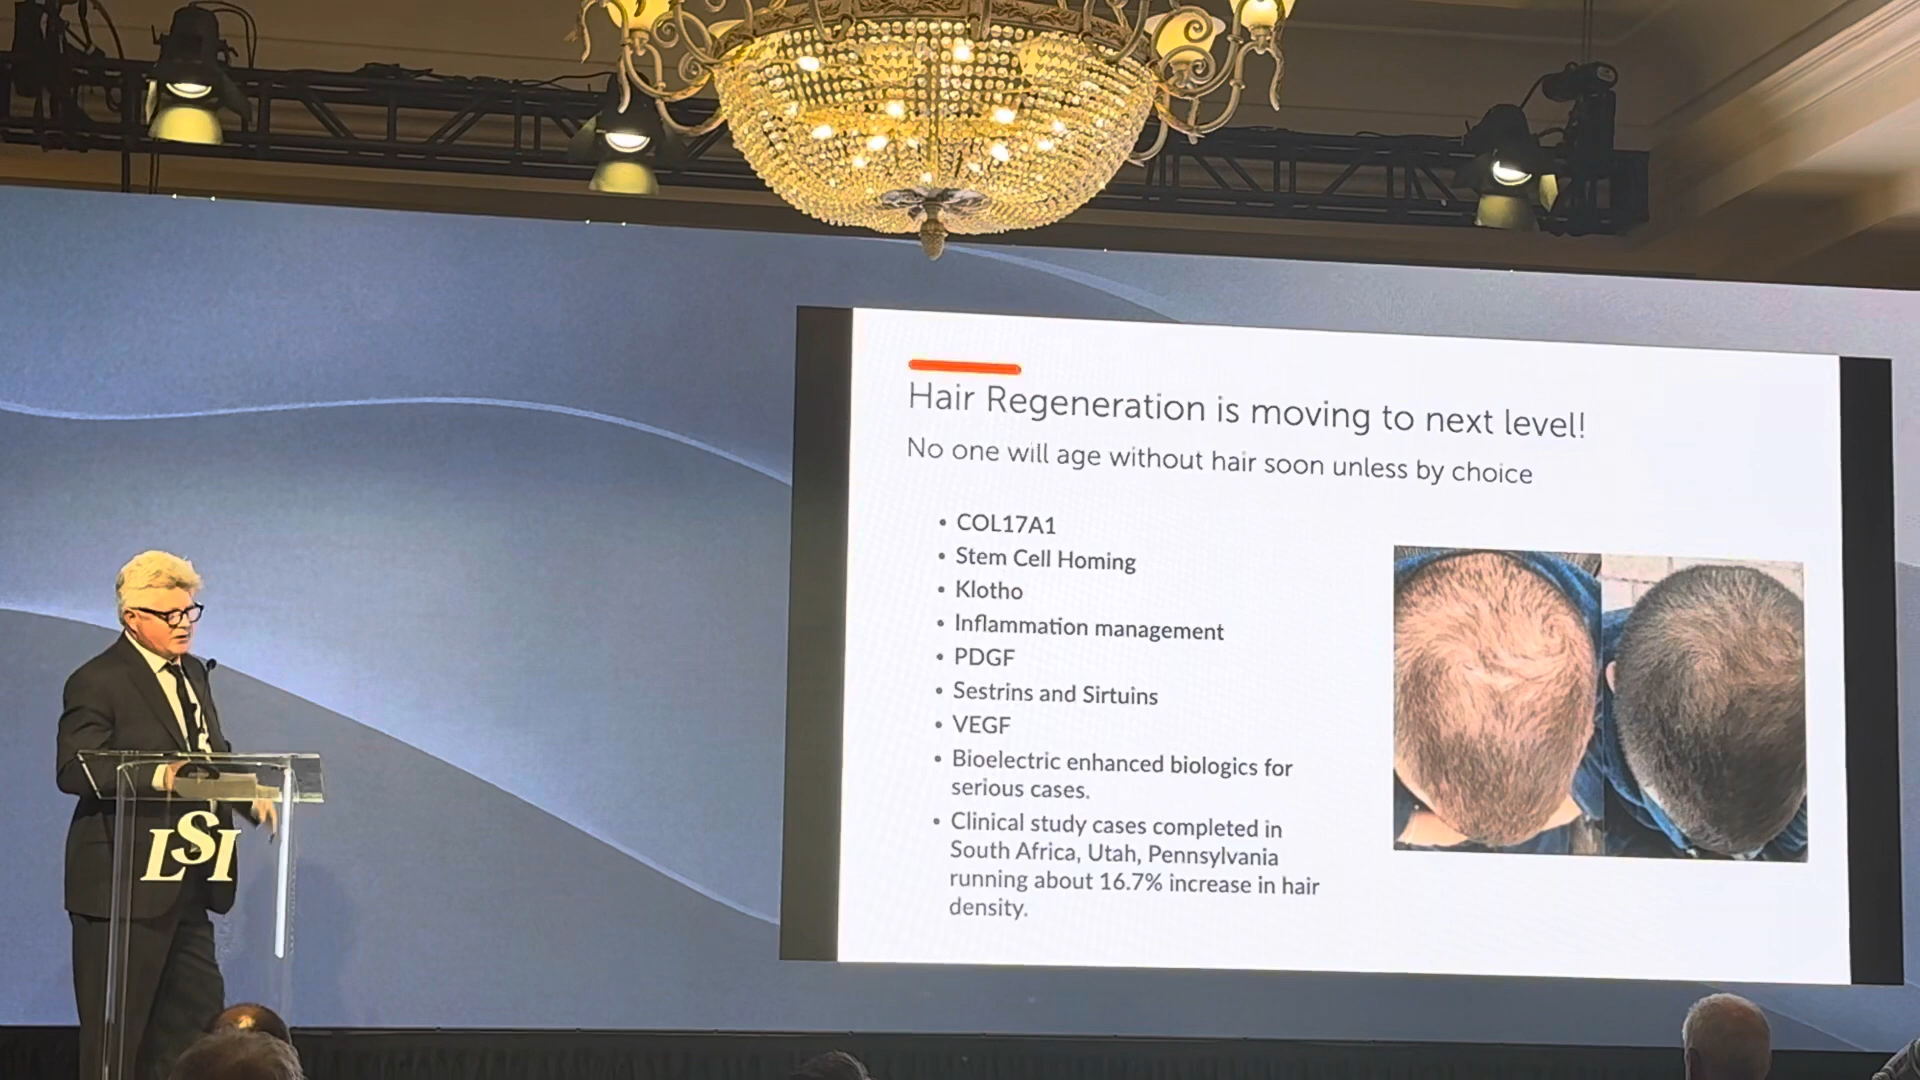 Hair Regeneration is moving to next level!
No one will age without hair soon unless by choice
• COL17A1
• Stem Cell Homing
• Klotho
• Inflammation management
• PDGF
• Sestrins and Sirtuins
• VEGF
• Bioelectric enhanced biologics for
serious cases.
• Clinical study cases completed in
South Africa, Utah, Pennsylvania
running about 16.7% increase in hair
density.
LSI